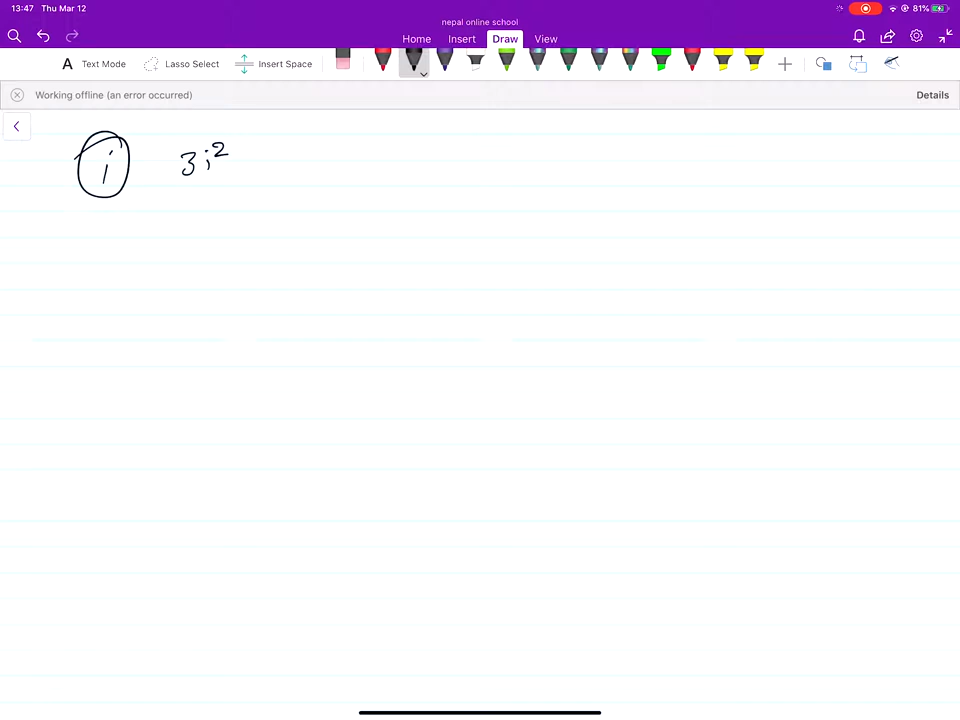 13:47 Thu Mar 12 81%
nepal online school
Home Insert Draw View
A Text Mode Lasso Select Insert Space
Working offline (an error occurred) Details
i 3i²